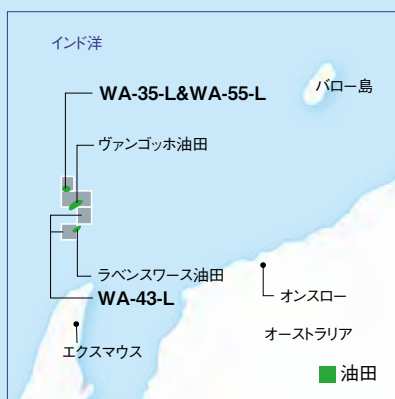 インド洋
バロー島
WA-35-L&WA-55-L
ヴァンゴッホ油田
ラベンスワース油田
WA-43-L
オンスロー
オーストラリア
エクスマウス
油田